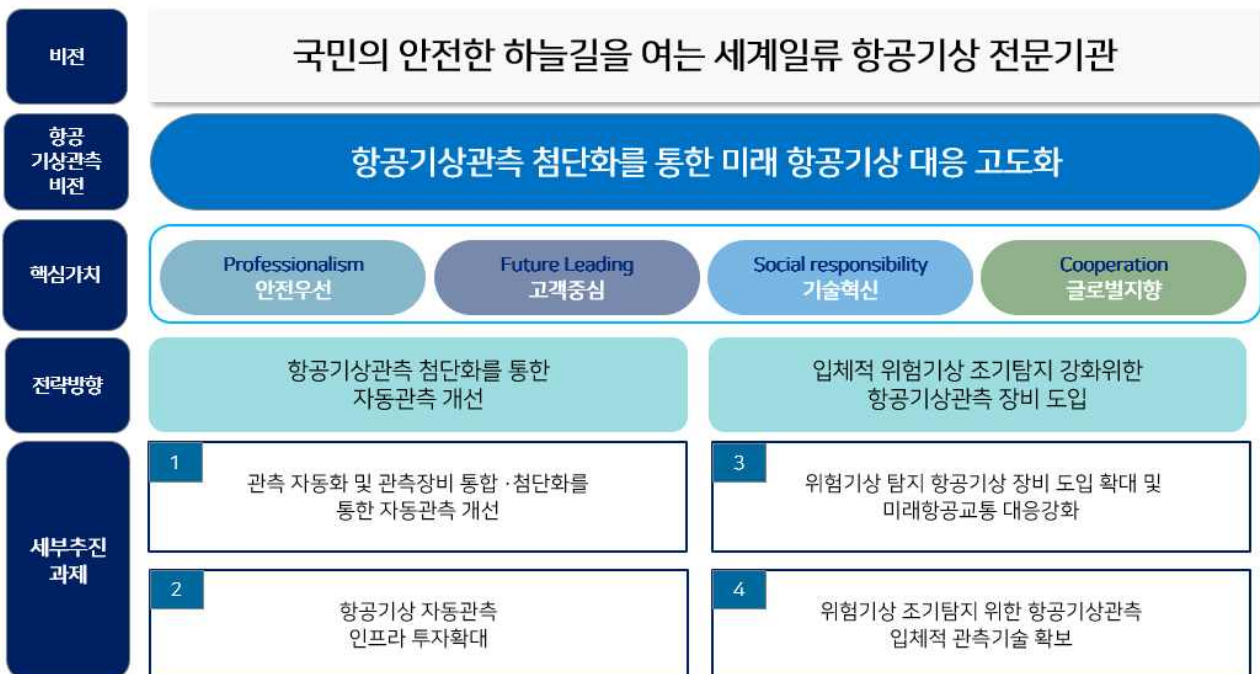 비전
국민의 안전한 하늘길을 여는 세계일류 항공기상 전문기관
항공
기상관측
비전
항공기상관측 첨단화를 통한 미래 항공기상 대응 고도화
핵심가치
Professionalism
안전우선
Future Leading
고객중심
Social responsibility
기술혁신
Cooperation
글로벌지향
전략방향
항공기상관측 첨단화를 통한
자동관측 개선
입체적 위험기상 조기탐지 강화위한
항공기상관측 장비 도입
세부추진
과제
1
관측 자동화 및 관측장비 통합 ·첨단화를
통한 자동관측 개선
2
항공기상 자동관측
인프라 투자확대
3
위험기상 탐지 항공기상 장비 도입 확대 및
미래항공교통 대응강화
4
위험기상 조기탐지 위한 항공기상관측
입체적 관측기술 확보